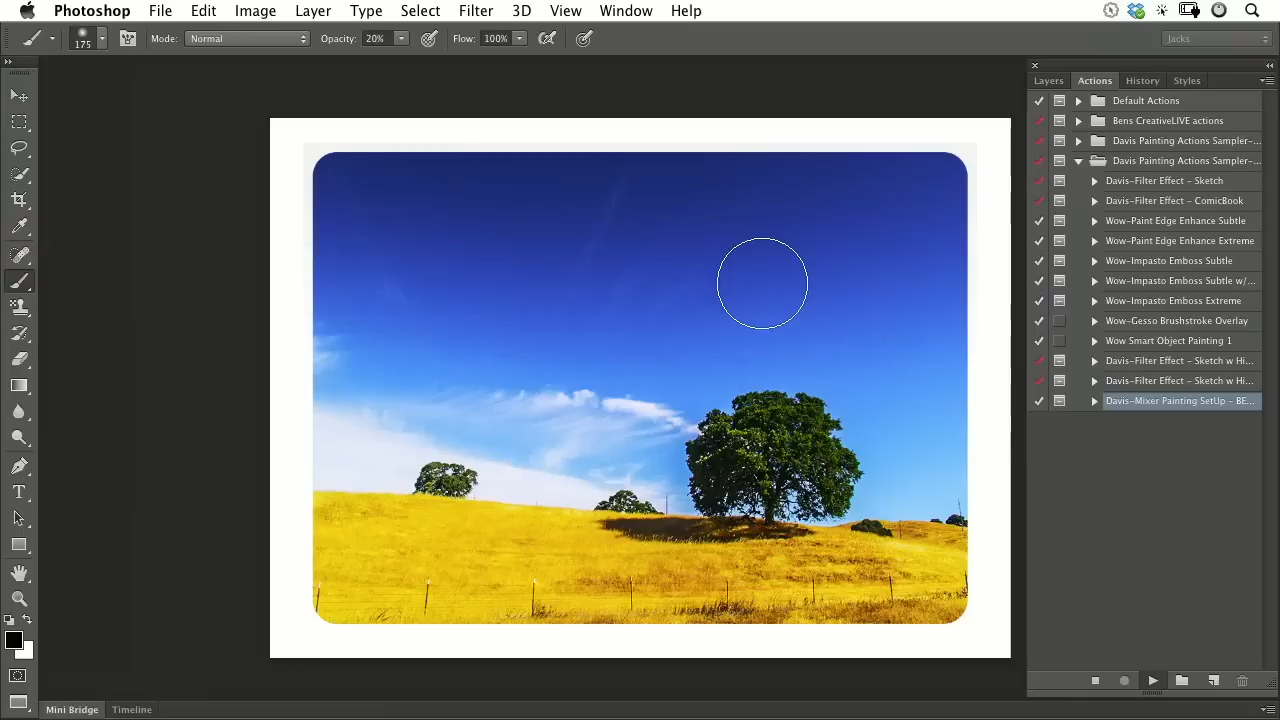 Photoshop File Edit Image Layer Type Select Filter 3D View Window Help
175 Mode: Normal Opacity: 20% Flow: 100% Jacks
Layers Actions History Styles
Default Actions
Bens CreativeLIVE actions
Davis Painting Actions Sampler-...
Davis Painting Actions Sampler-...
Davis-Filter Effect - Sketch
Davis-Filter Effect - ComicBook
Wow-Paint Edge Enhance Subtle
Wow-Paint Edge Enhance Extreme
Wow-Impasto Emboss Subtle
Wow-Impasto Emboss Subtle w/...
Wow-Impasto Emboss Extreme
Wow-Gesso Brushstroke Overlay
Wow Smart Object Painting 1
Davis-Filter Effect - Sketch w Hi...
Davis-Filter Effect - Sketch w Hi...
Davis-Mixer Painting SetUp - BE...
Mini Bridge Timeline